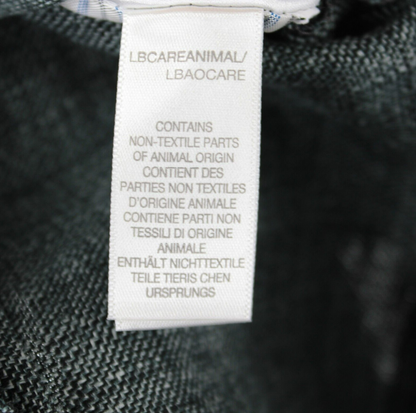 LBCAREANIMAL/
LBAOCARE
CONTAINS
NON-TEXTILE PARTS
OF ANIMAL ORIGIN
CONTIENT DES
PARTIES NON TEXTILES
D'ORIGINE ANIMALE
CONTIENE PARTI NON
TESSILI DI ORIGINE
ANIMALE
ENTHÄLT NICHTTEXTILE
TEILE TIERIS CHEN
URSPRUNGS